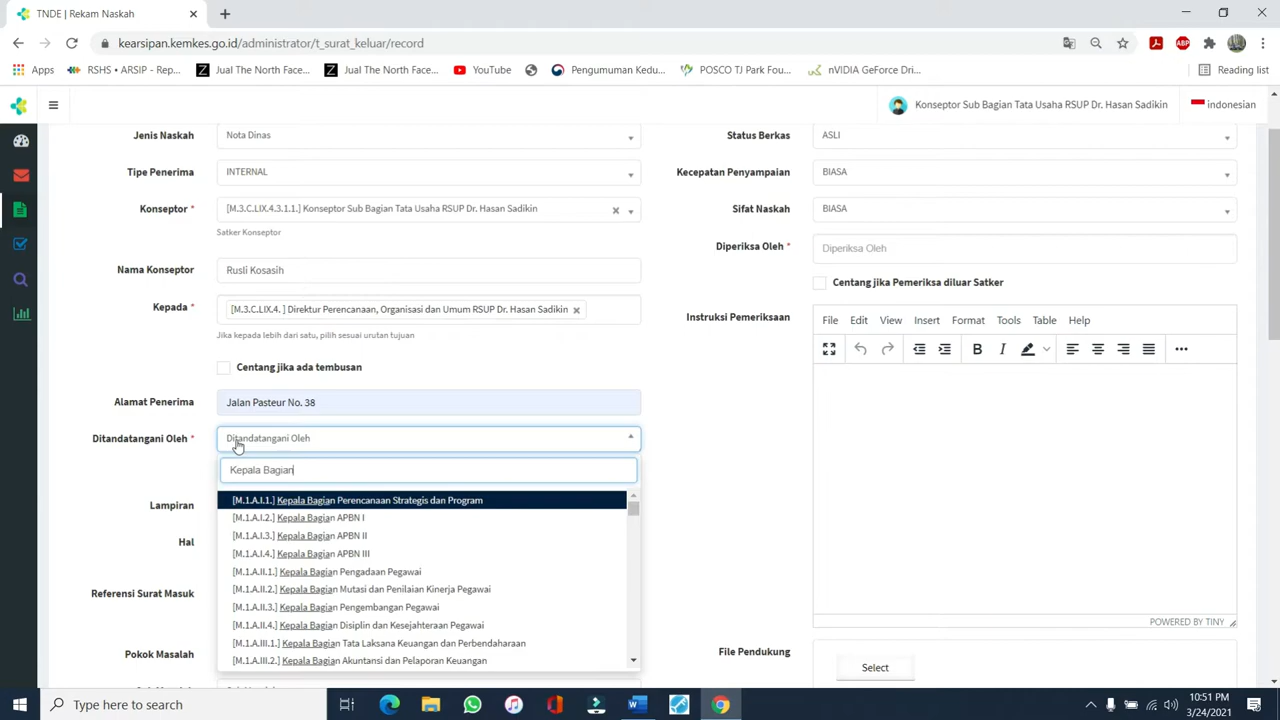 TNDE | Rekam Naskah
kearsipan.kemkes.go.id/administrator/t_surat_keluar/record
Apps
RSHS • ARSIP - Rep...
Jual The North Face...
Jual The North Face...
YouTube
Pengumuman Kedu...
POSCO TJ Park Foun...
nVIDIA GeForce Dri...
Reading list
Konseptor Sub Bagian Tata Usaha RSUP Dr. Hasan Sadikin
indonesian
Jenis Naskah
Nota Dinas
Tipe Penerima
INTERNAL
Konseptor *
[M.3.C.LIX.4.3.1.1.] Konseptor Sub Bagian Tata Usaha RSUP Dr. Hasan Sadikin
Satker Konseptor
Nama Konseptor
Rusli Kosasih
Kepada *
[M.3.C.LIX.4. ] Direktur Perencanaan, Organisasi dan Umum RSUP Dr. Hasan Sadikin
Jika kepada lebih dari satu, pilih sesuai urutan tujuan
Centang jika ada tembusan
Alamat Penerima
Jalan Pasteur No. 38
Ditandatangani Oleh *
Ditandatangani Oleh
Kepala Bagian
[M.1.A.I.1.] Kepala Bagian Perencanaan Strategis dan Program
[M.1.A.I.2.] Kepala Bagian APBN I
[M.1.A.I.3.] Kepala Bagian APBN II
[M.1.A.I.4.] Kepala Bagian APBN III
[M.1.A.II.1.] Kepala Bagian Pengadaan Pegawai
[M.1.A.II.2.] Kepala Bagian Mutasi dan Penilaian Kinerja Pegawai
[M.1.A.II.3.] Kepala Bagian Pengembangan Pegawai
[M.1.A.II.4.] Kepala Bagian Disiplin dan Kesejahteraan Pegawai
[M.1.A.III.1.] Kepala Bagian Tata Laksana Keuangan dan Perbendaharaan
[M.1.A.III.2.] Kepala Bagian Akuntansi dan Pelaporan Keuangan
Lampiran
Hal
Referensi Surat Masuk
Pokok Masalah
Status Berkas
ASLI
Kecepatan Penyampaian
BIASA
Sifat Naskah
BIASA
Diperiksa Oleh *
Diperiksa Oleh
Centang jika Pemeriksa diluar Satker
Instruksi Pemeriksaan
File Edit View Insert Format Tools Table Help
B I
POWERED BY TINY
File Pendukung
Select
Type here to search
ABP
10:51 PM
3/24/2021